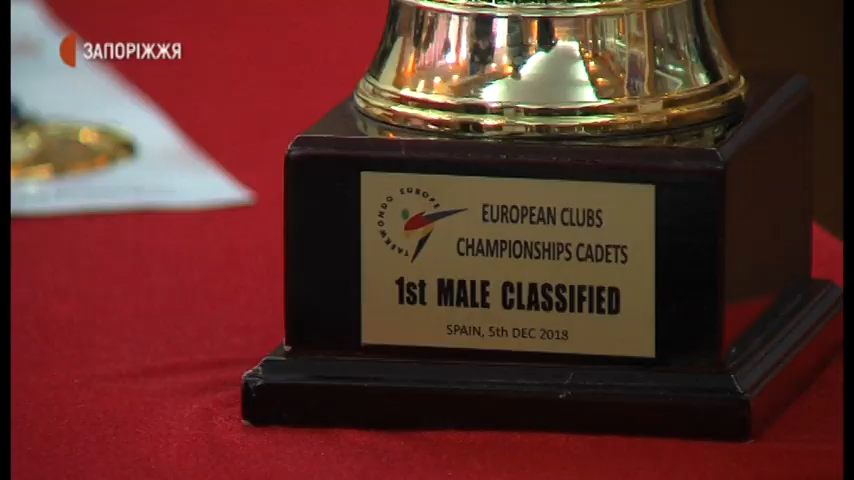 ЗАПОРІЖЖЯ
TAEKWONDO EUROPE
EUROPEAN CLUBS
CHAMPIONSHIPS CADETS
1st MALE CLASSIFIED
SPAIN, 5th DEC 2018